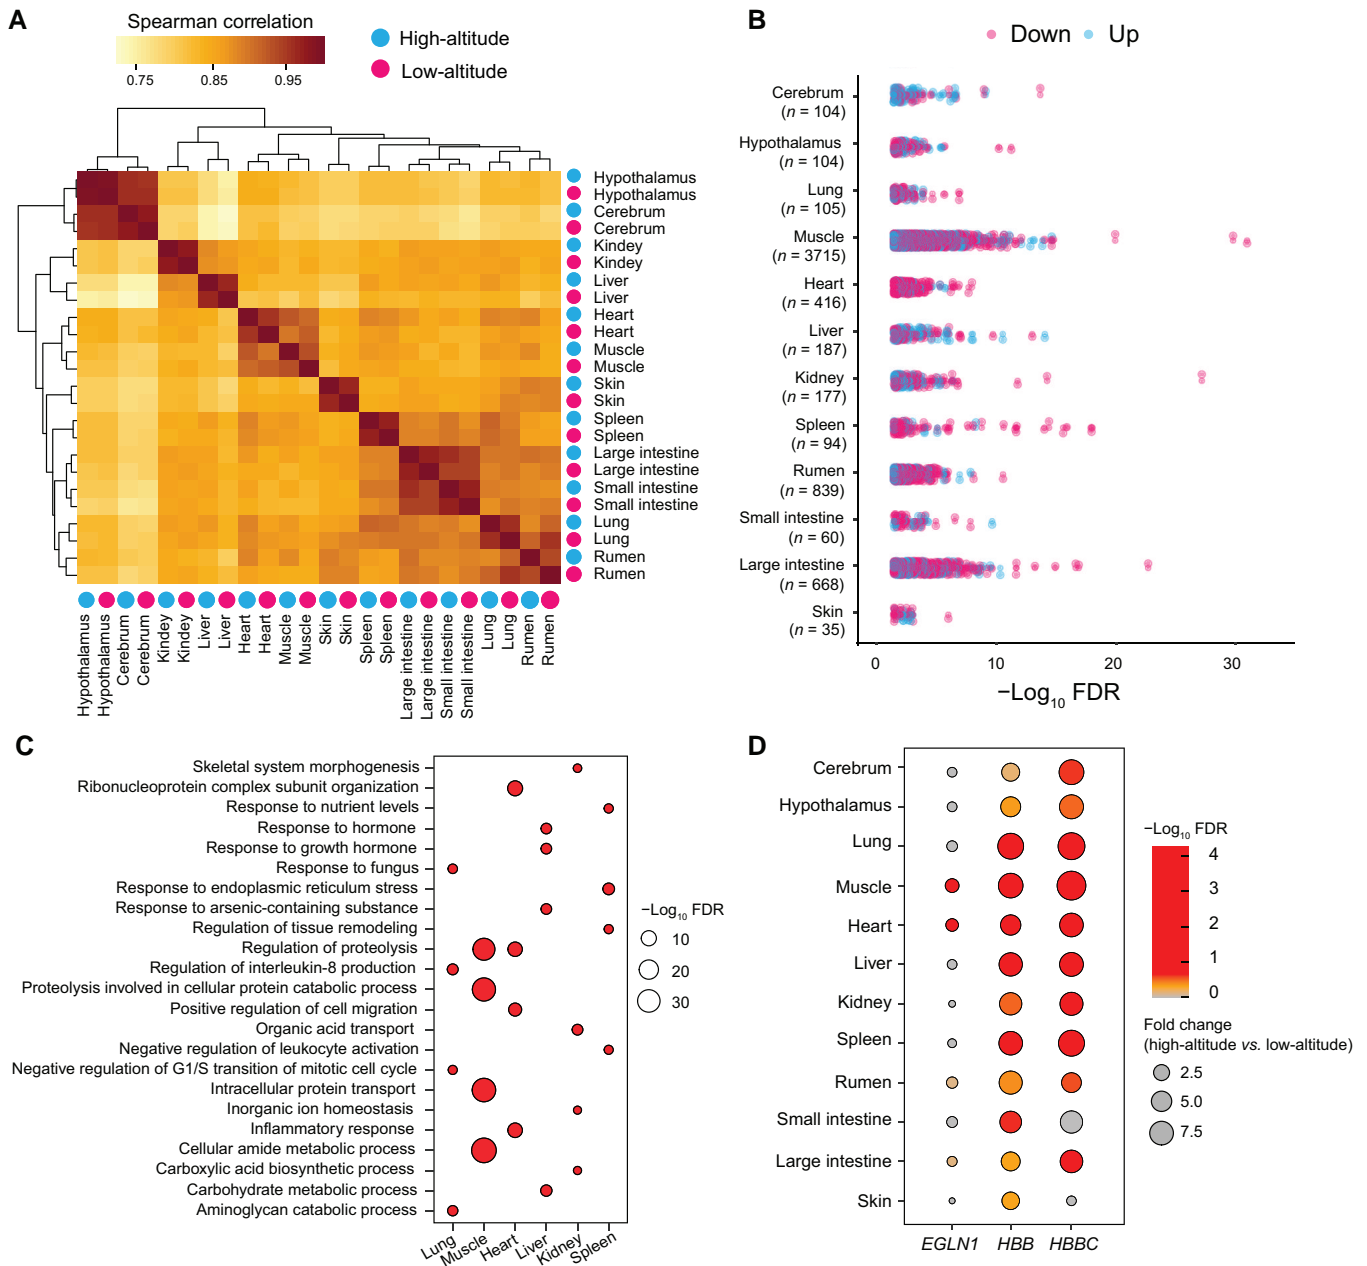 A
Spearman correlation
0.75 0.85 0.95
High-altitude
Low-altitude
Hypothalamus
Hypothalamus
Cerebrum
Cerebrum
Kindey
Kindey
Liver
Liver
Heart
Heart
Muscle
Muscle
Skin
Skin
Spleen
Spleen
Large intestine
Large intestine
Small intestine
Small intestine
Lung
Lung
Rumen
Rumen
Hypothalamus
Hypothalamus
Cerebrum
Cerebrum
Kindey
Kindey
Liver
Liver
Heart
Heart
Muscle
Muscle
Skin
Skin
Spleen
Spleen
Large intestine
Large intestine
Small intestine
Small intestine
Lung
Lung
Rumen
Rumen
B
Down Up
Cerebrum
(n = 104)
Hypothalamus
(n = 104)
Lung
(n = 105)
Muscle
(n = 3715)
Heart
(n = 416)
Liver
(n = 187)
Kidney
(n = 177)
Spleen
(n = 94)
Rumen
(n = 839)
Small intestine
(n = 60)
Large intestine
(n = 668)
Skin
(n = 35)
0 10 20 30
−Log10 FDR
C
Skeletal system morphogenesis
Ribonucleoprotein complex subunit organization
Response to nutrient levels
Response to hormone
Response to growth hormone
Response to fungus
Response to endoplasmic reticulum stress
Response to arsenic-containing substance
Regulation of tissue remodeling
Regulation of proteolysis
Regulation of interleukin-8 production
Proteolysis involved in cellular protein catabolic process
Positive regulation of cell migration
Organic acid transport
Negative regulation of leukocyte activation
Negative regulation of G1/S transition of mitotic cell cycle
Intracellular protein transport
Inorganic ion homeostasis
Inflammatory response
Cellular amide metabolic process
Carboxylic acid biosynthetic process
Carbohydrate metabolic process
Aminoglycan catabolic process
Lung
Muscle
Heart
Liver
Kidney
Spleen
−Log10 FDR
10
20
30
D
Cerebrum
Hypothalamus
Lung
Muscle
Heart
Liver
Kidney
Spleen
Rumen
Small intestine
Large intestine
Skin
EGLN1 HBB HBBC
−Log10 FDR
4
3
2
1
0
Fold change
(high-altitude vs. low-altitude)
2.5
5.0
7.5